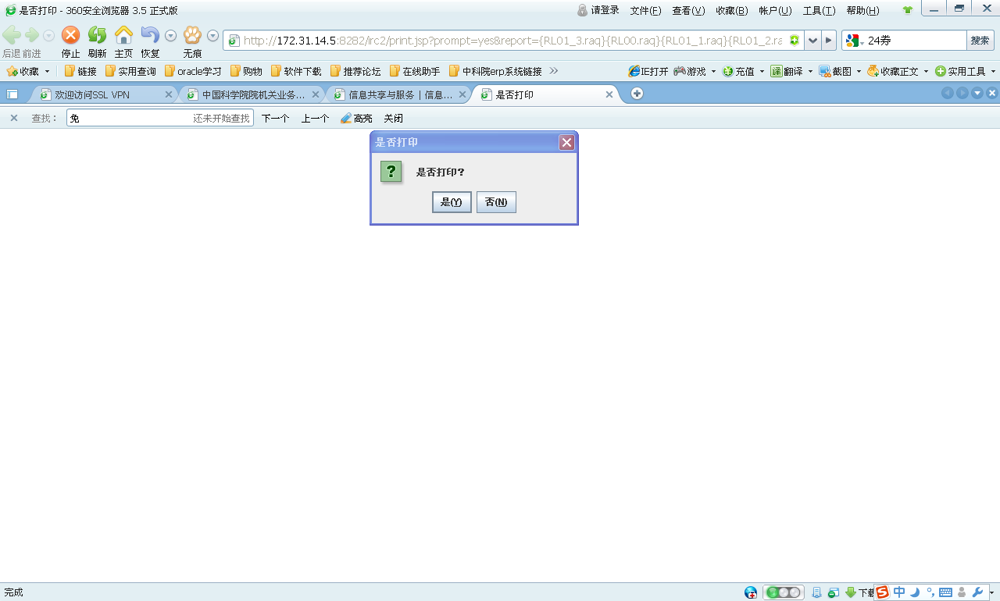 是否打印 - 360安全浏览器 3.5 正式版 请登录 文件(F) 查看(V) 收藏(B) 帐户(U) 工具(T) 帮助(H)
http://172.31.14.5:8282/irc2/print.jsp?prompt=yes&report={RL01_3.raq}{RL00.raq}{RL01_1.raq}{RL01_2.ra 24券 搜索
后退 前进 停止 刷新 主页 恢复 无痕
收藏 链接 实用查询 oracle学习 购物 软件下载 推荐论坛 在线助手 中科院erp系统链接 IE打开 游戏 充值 翻译 截图 收藏正文 实用工具
欢迎访问SSL VPN 中国科学院院机关业务... 信息共享与服务 | 信息... 是否打印
查找: 免 还未开始查找 下一个 上一个 高亮 关闭
是否打印
是否打印?
是(Y) 否(N)
完成 下载 中